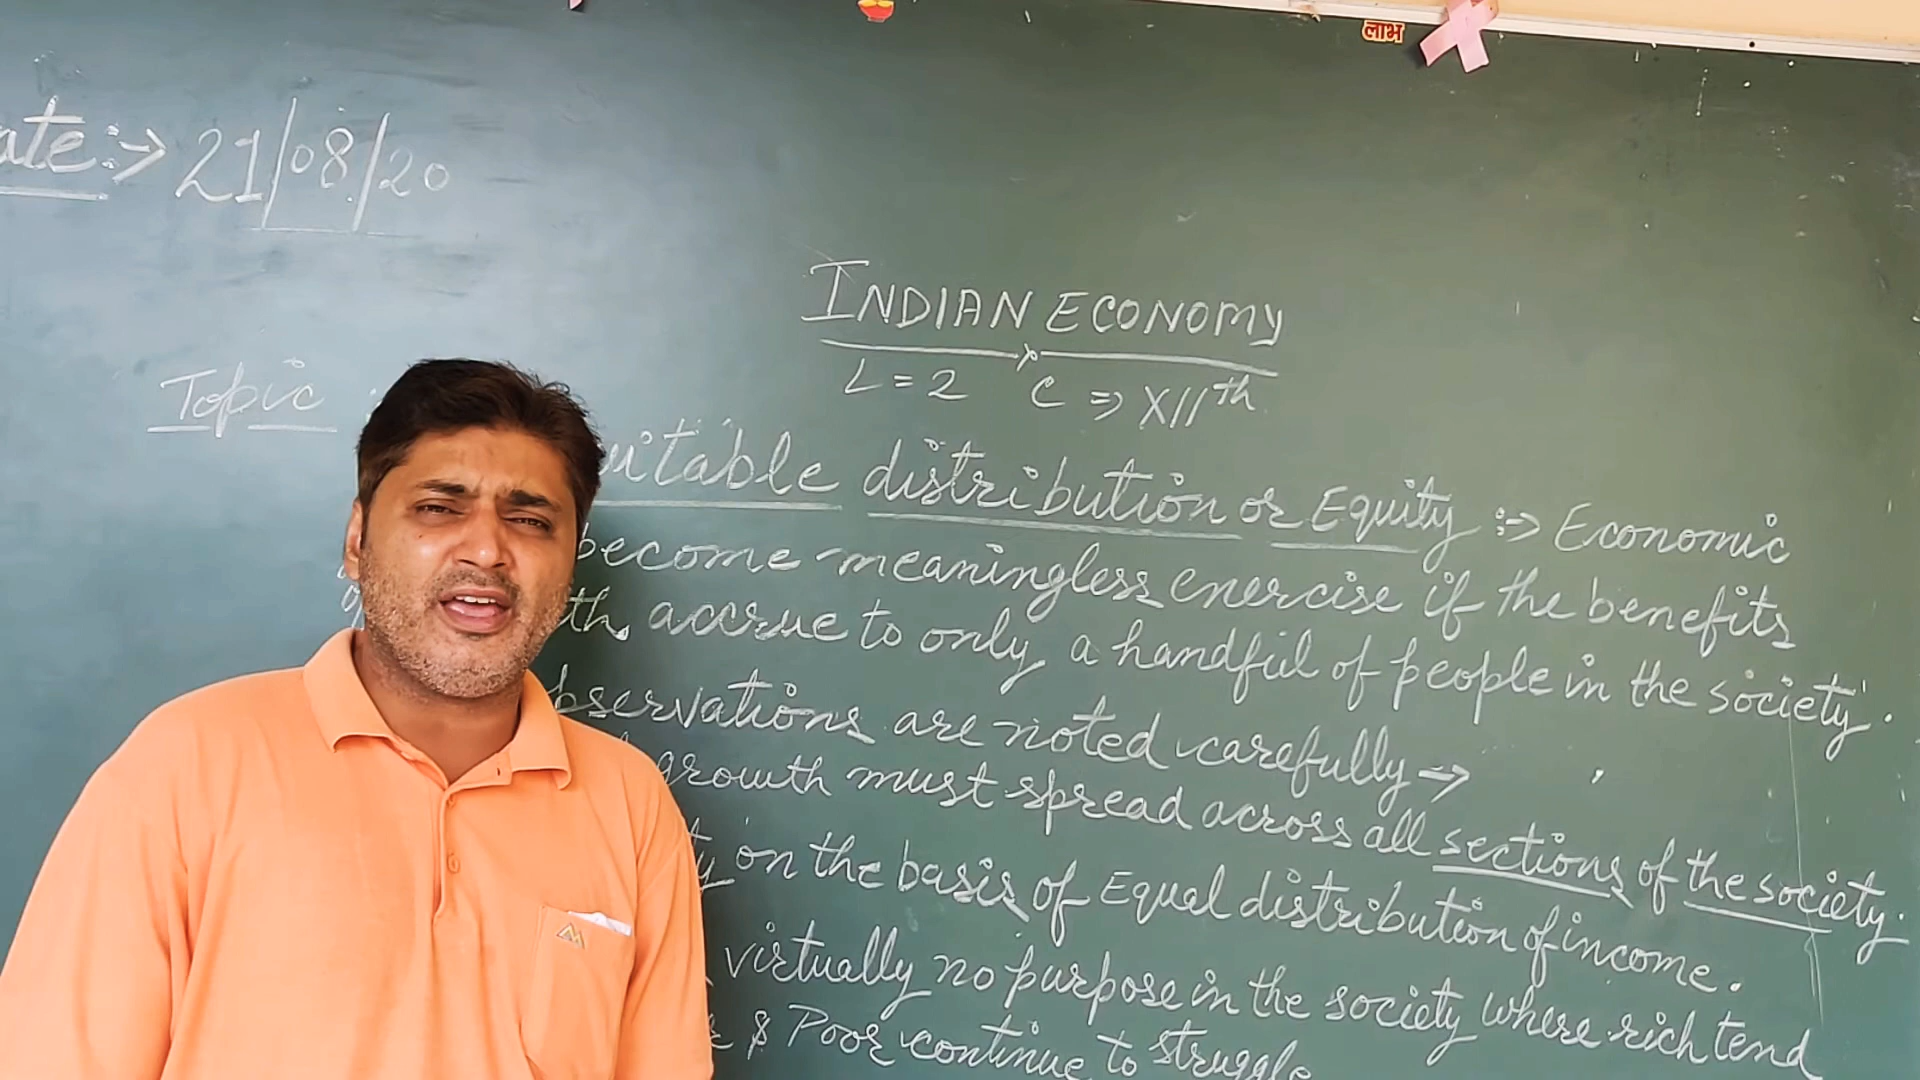 लाभ
ate :-> 21/08/20
INDIAN ECONOMY
L = 2 C => XIIth
Topic :
uitable distribution or Equity :-> Economic
become meaningless enercise if the benefits
th accrue to only a handful of people in the society.
bservations are noted carefully ->
growth must spread across all sections of the society.
ty on the basis of Equal distribution of income.
virtually no purpose in the society where rich tend
& Poor continue to struggle